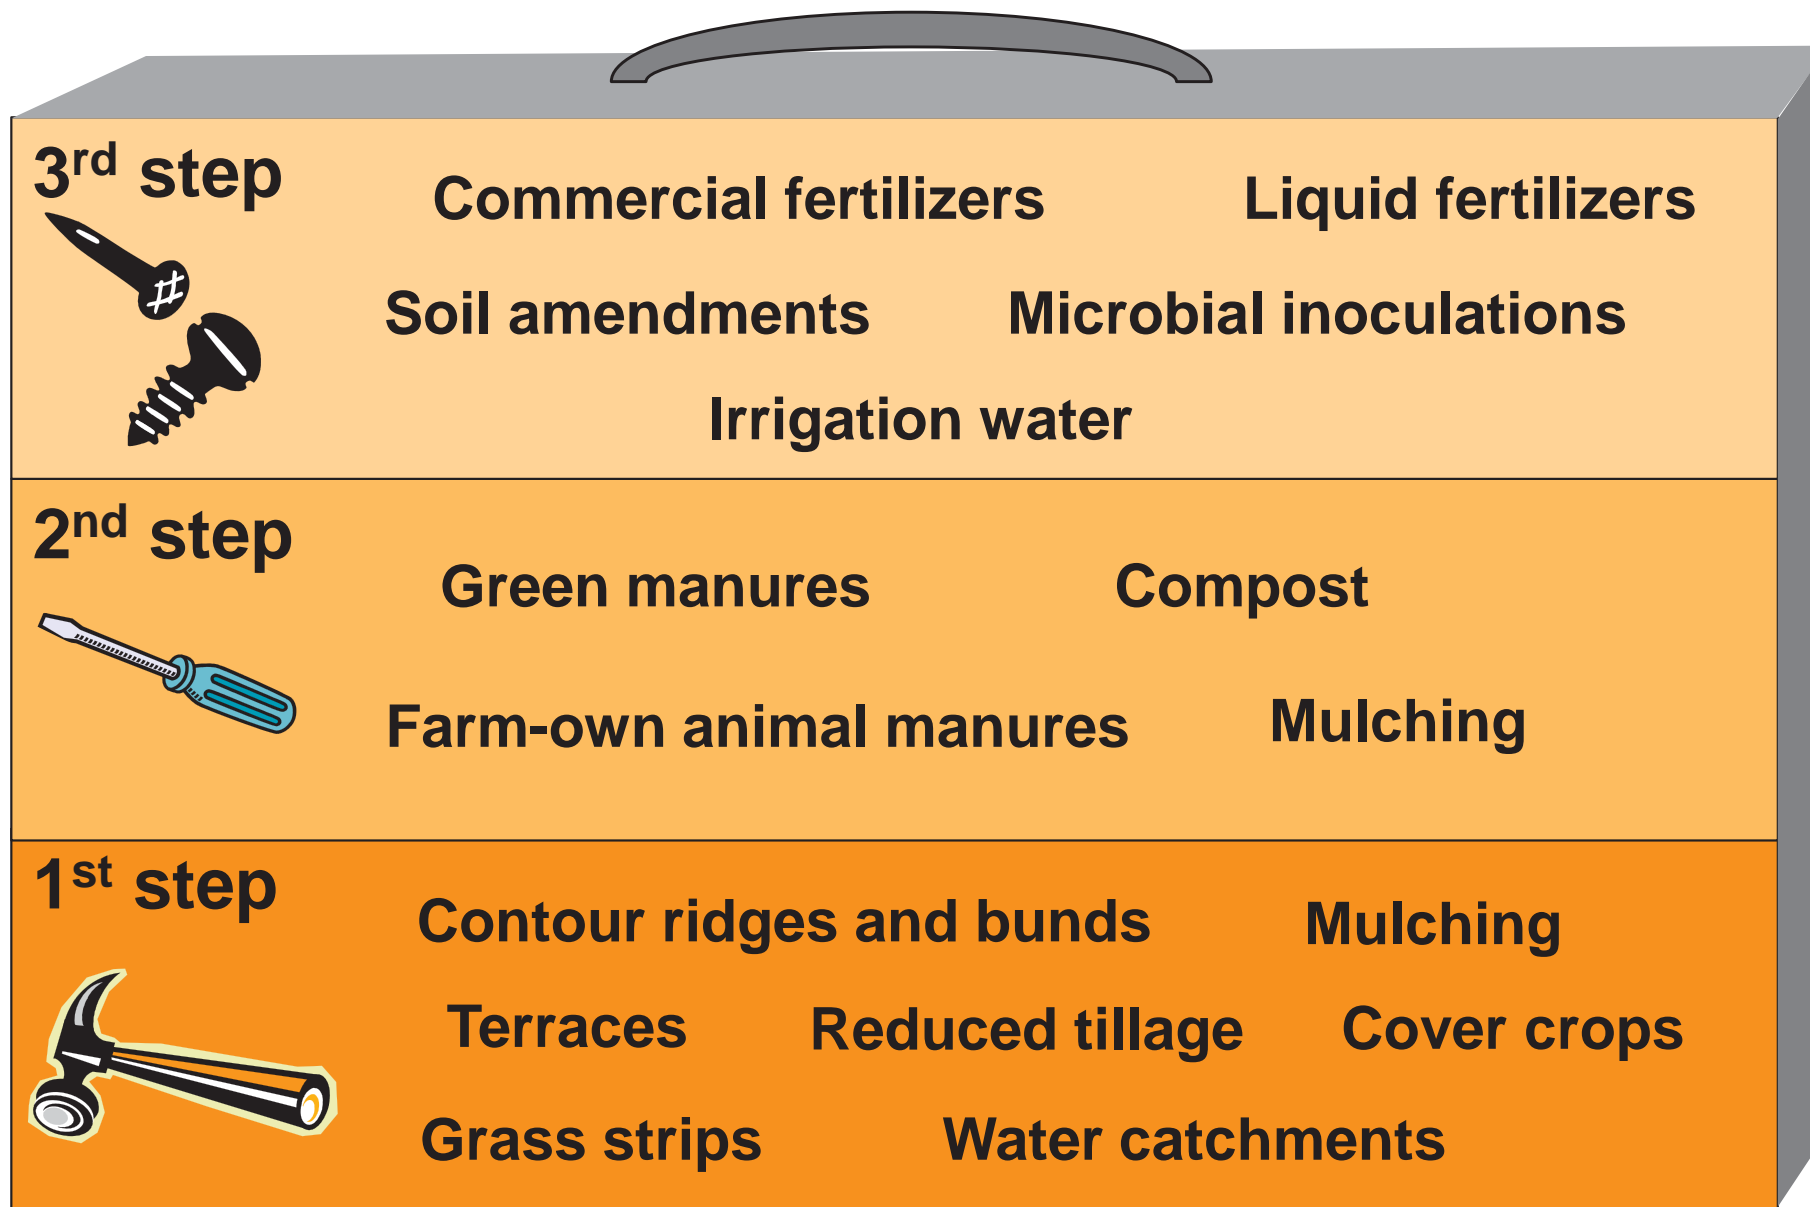 3rd step
Commercial fertilizers Liquid fertilizers
Soil amendments Microbial inoculations
Irrigation water
2nd step
Green manures Compost
Farm-own animal manures Mulching
1st step
Contour ridges and bunds Mulching
Terraces Reduced tillage Cover crops
Grass strips Water catchments